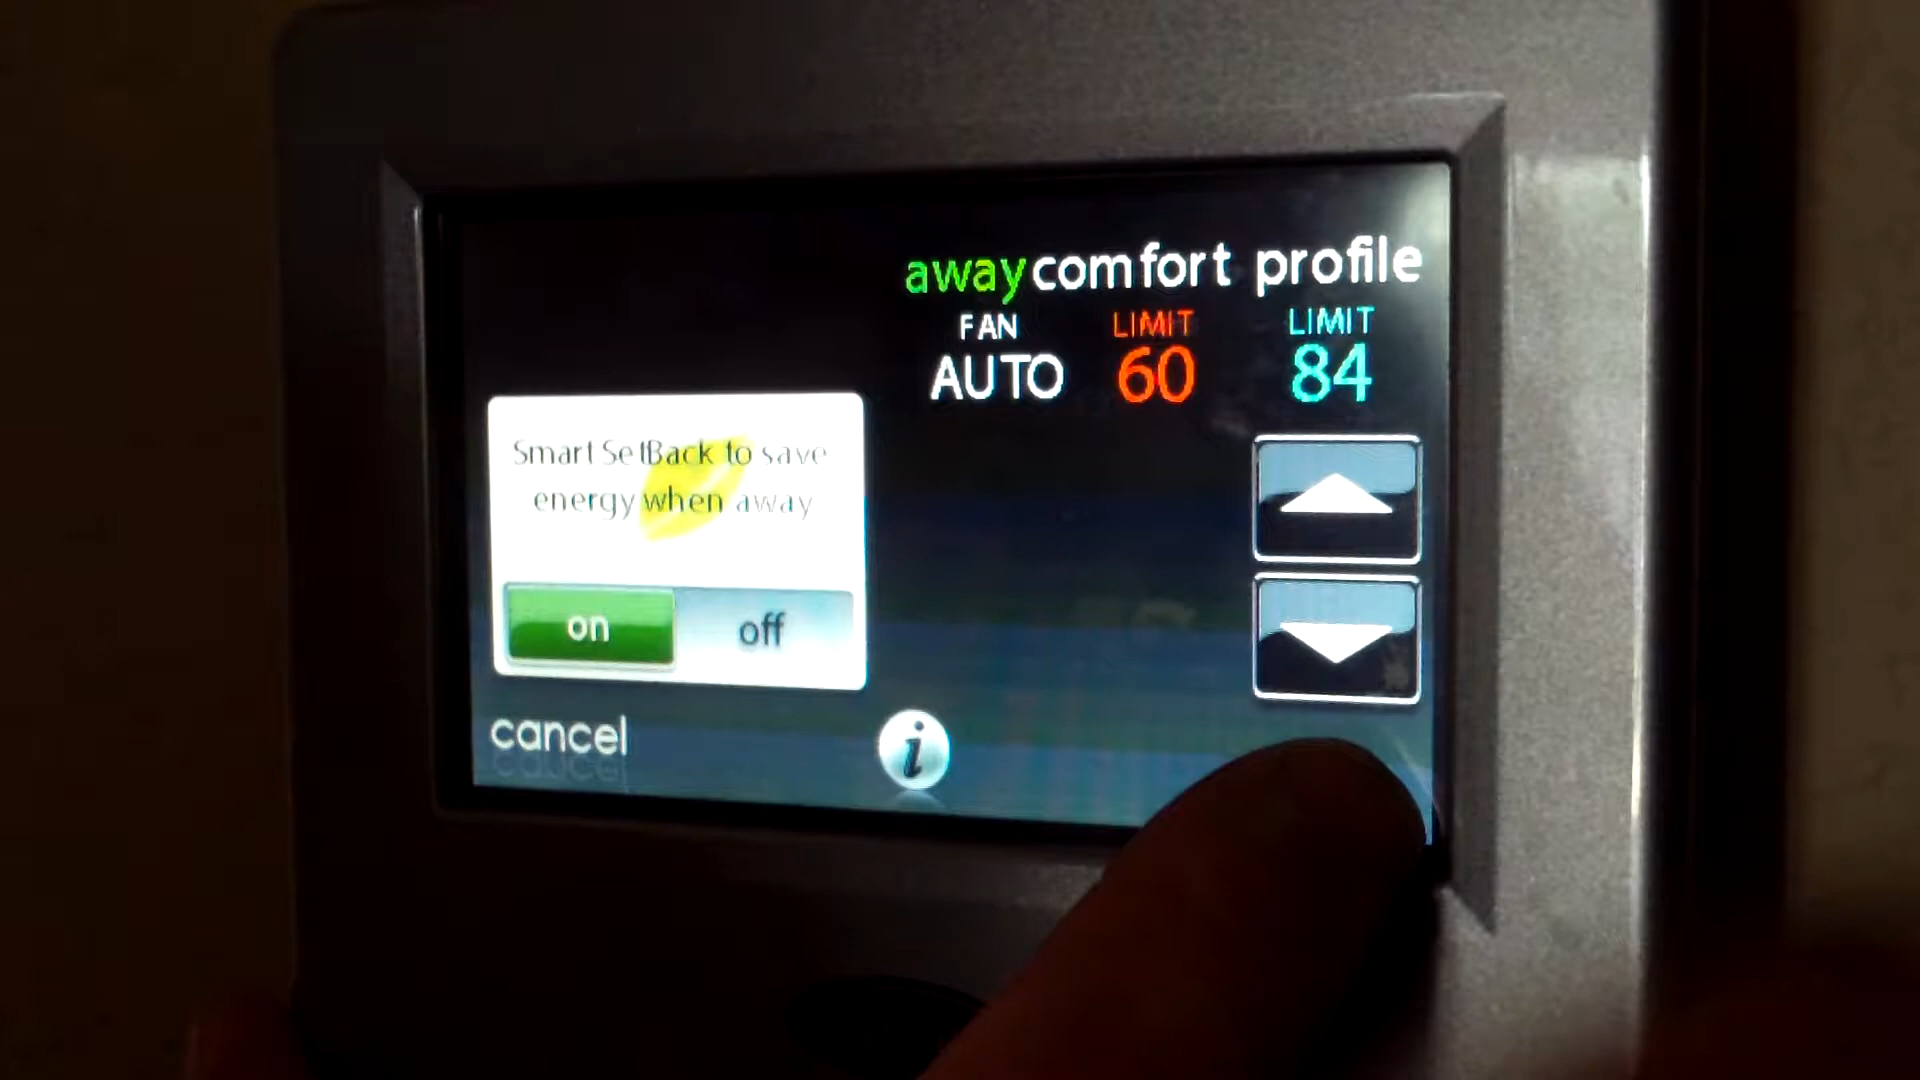 away comfort profile
FAN LIMIT LIMIT
AUTO 60 84
Smart SetBack to save
energy when away
on off
cancel i